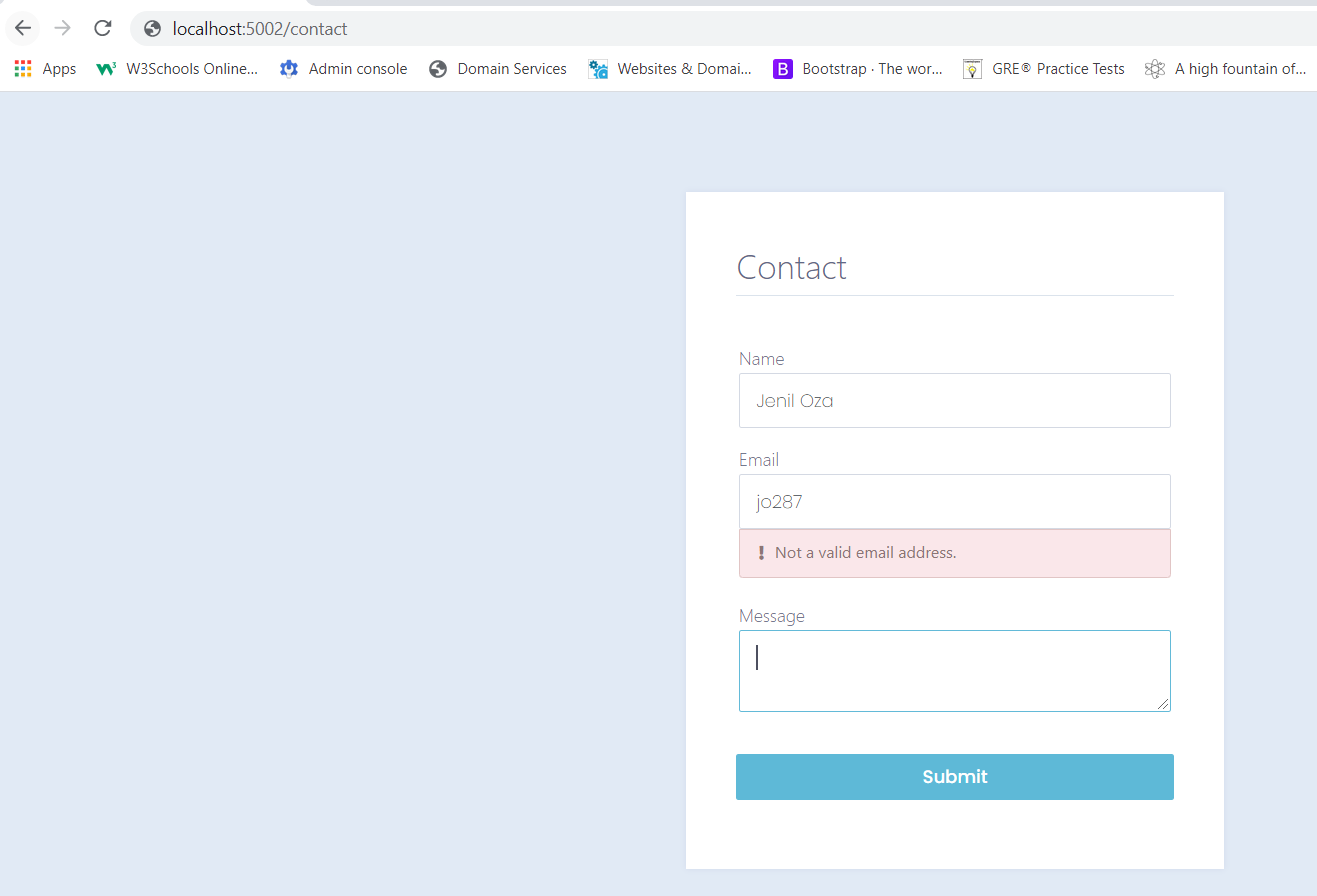 localhost:5002/contact
Apps W3Schools Online... Admin console Domain Services Websites & Domai... B Bootstrap · The wor... GRE® Practice Tests A high fountain of...
Contact
Name
Jenil Oza
Email
jo287
! Not a valid email address.
Message
Submit